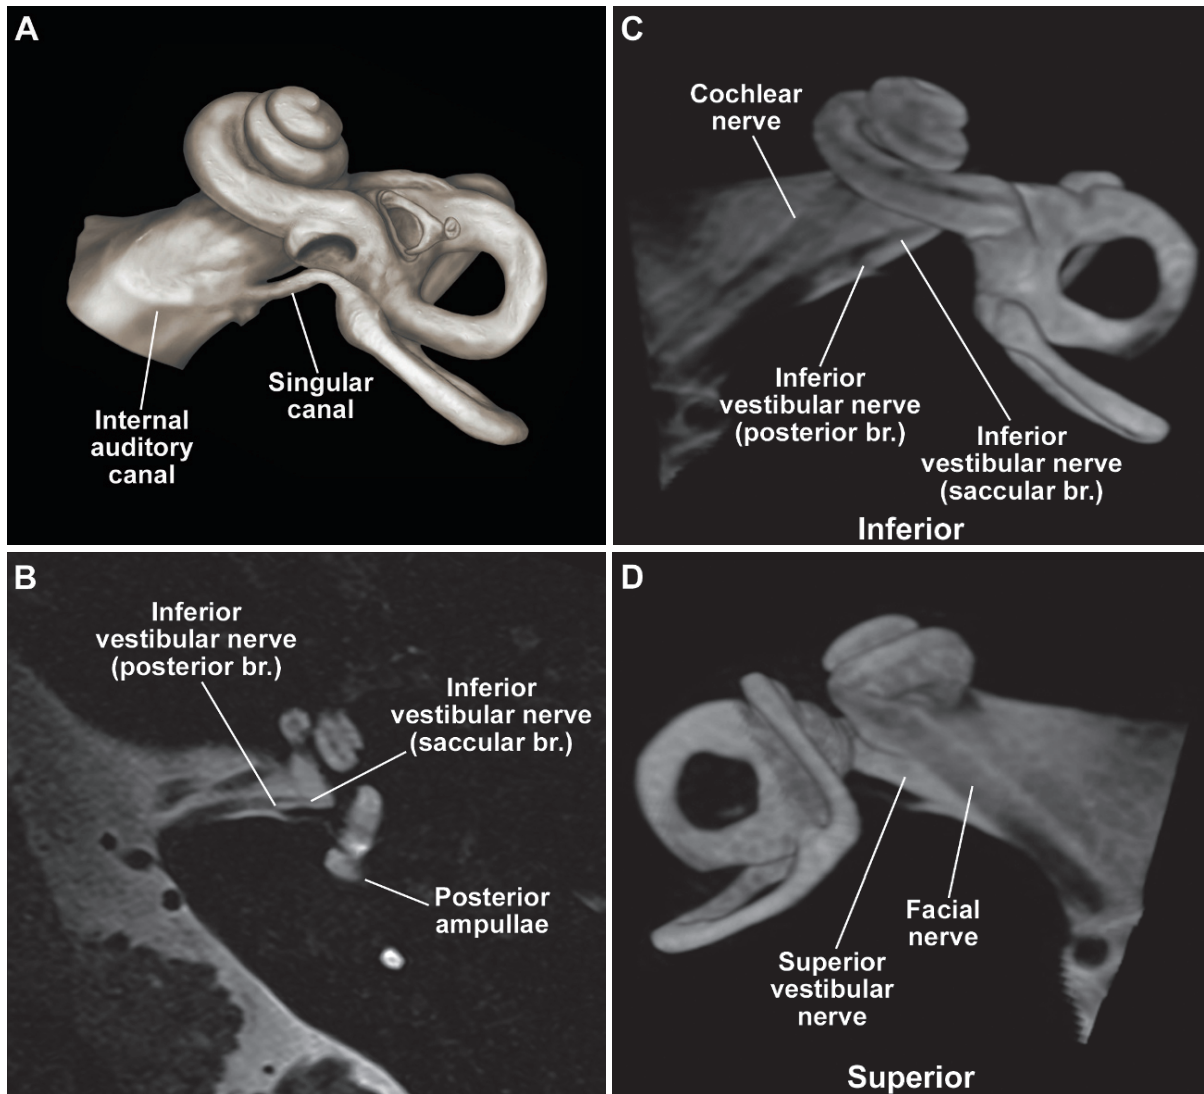 A
Singular
canal
Internal
auditory
canal
B
Inferior
vestibular nerve
(posterior br.)
Inferior
vestibular nerve
(saccular br.)
Posterior
ampullae
C
Cochlear
nerve
Inferior
vestibular nerve
(posterior br.)
Inferior
vestibular nerve
(saccular br.)
Inferior
D
Facial
nerve
Superior
vestibular
nerve
Superior